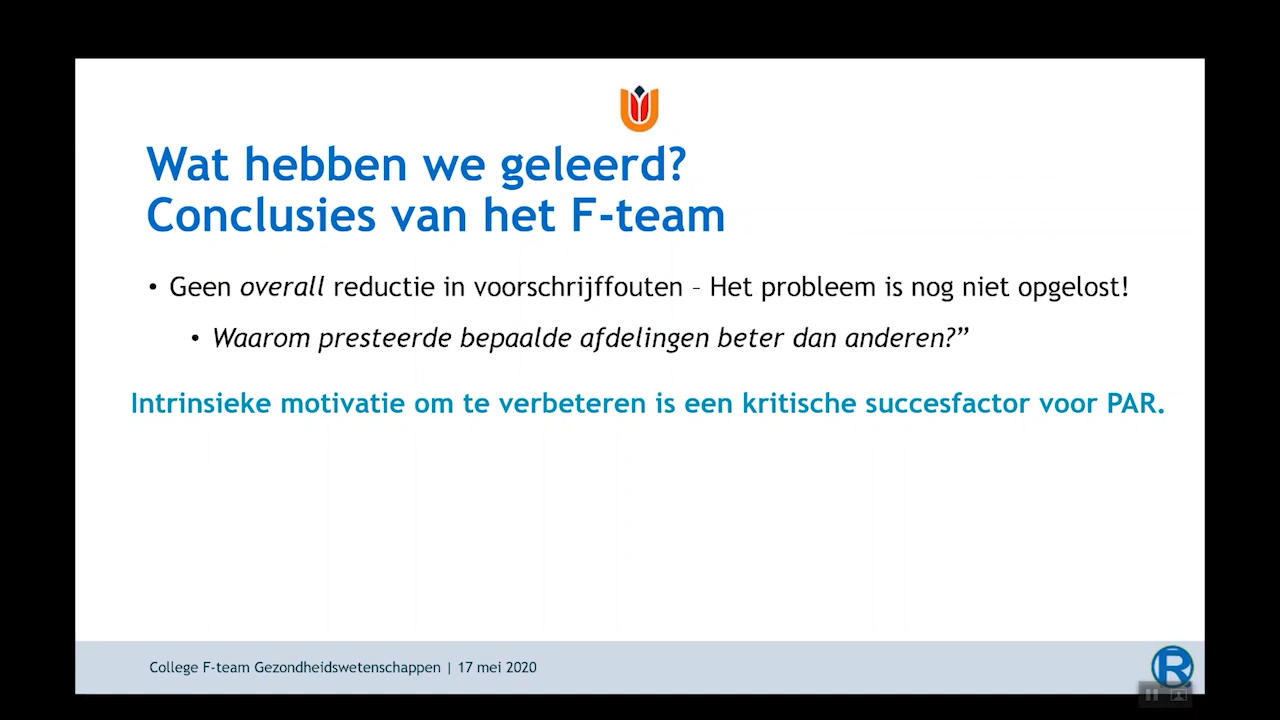 Wat hebben we geleerd?
Conclusies van het F-team
• Geen overall reductie in voorschrijffouten – Het probleem is nog niet opgelost!
• Waarom presteerde bepaalde afdelingen beter dan anderen?”
Intrinsieke motivatie om te verbeteren is een kritische succesfactor voor PAR.
College F-team Gezondheidswetenschappen | 17 mei 2020
R